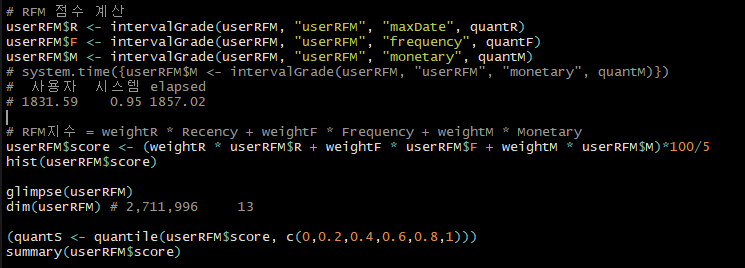 # RFM 점수 계산
userRFM$R <- intervalGrade(userRFM, "userRFM", "maxDate", quantR)
userRFM$F <- intervalGrade(userRFM, "userRFM", "frequency", quantF)
userRFM$M <- intervalGrade(userRFM, "userRFM", "monetary", quantM)
# system.time({userRFM$M <- intervalGrade(userRFM, "userRFM", "monetary", quantM)})
#  사용자  시스템 elapsed
# 1831.59    0.95 1857.02
# RFM지수 = weightR * Recency + weightF * Frequency + weightM * Monetary
userRFM$score <- (weightR * userRFM$R + weightF * userRFM$F + weightM * userRFM$M)*100/5
hist(userRFM$score)
glimpse(userRFM)
dim(userRFM) # 2,711,996     13
(quantS <- quantile(userRFM$score, c(0,0.2,0.4,0.6,0.8,1)))
summary(userRFM$score)